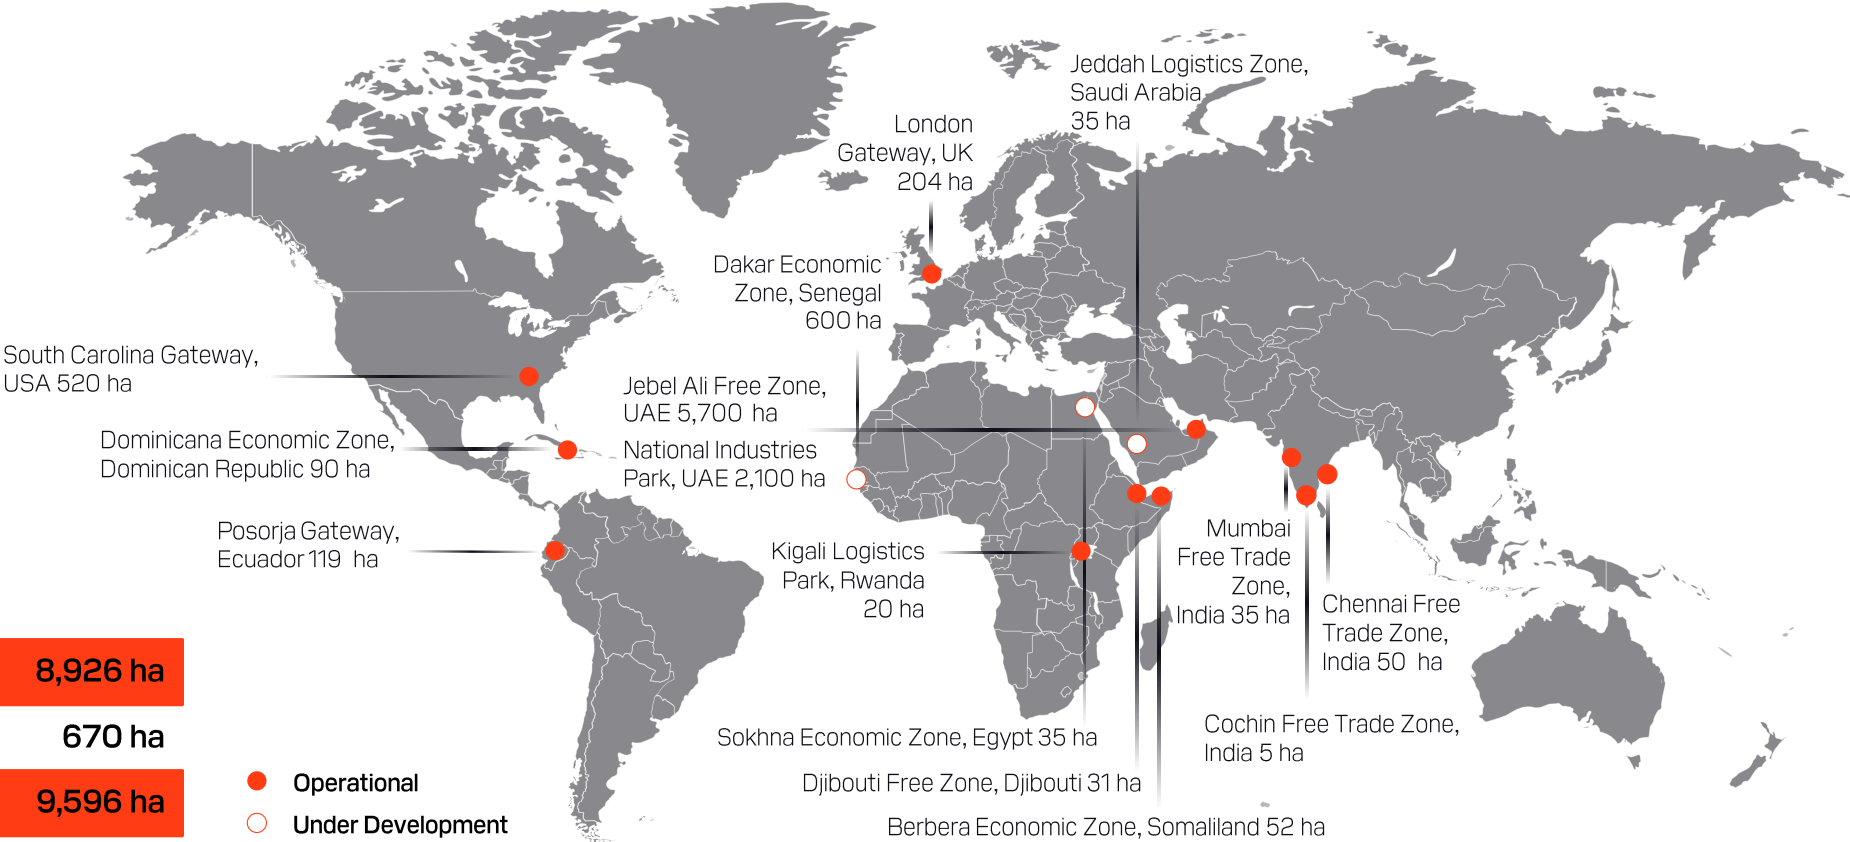 Jeddah Logistics Zone,
Saudi Arabia
35 ha
London
Gateway, UK
204 ha
Dakar Economic
Zone, Senegal
600 ha
South Carolina Gateway,
USA 520 ha
Jebel Ali Free Zone,
UAE 5,700 ha
Dominicana Economic Zone,
Dominican Republic 90 ha
National Industries
Park, UAE 2,100 ha
Posorja Gateway,
Ecuador 119 ha
Kigali Logistics
Park, Rwanda
20 ha
Mumbai
Free Trade
Zone,
India 35 ha
Chennai Free
Trade Zone,
India 50 ha
Cochin Free Trade Zone,
India 5 ha
Sokhna Economic Zone, Egypt 35 ha
Djibouti Free Zone, Djibouti 31 ha
Berbera Economic Zone, Somaliland 52 ha
8,926 ha
670 ha
9,596 ha
Operational
Under Development